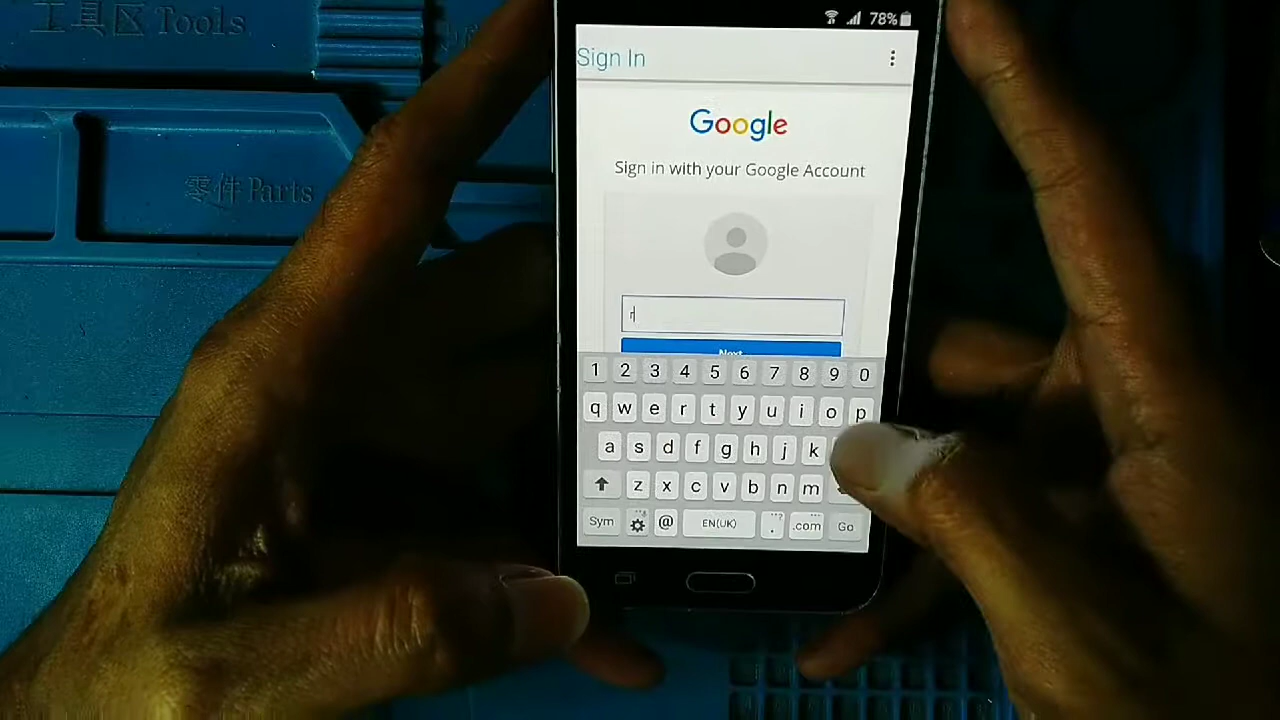 工具区 Tools
78%
Sign In
Google
Sign in with your Google Account
零件 Parts
r
Next
1 2 3 4 5 6 7 8 9 0
q w e r t y u i o p
a s d f g h j k
z x c v b n m
Sym @ EN(UK) . .com Go